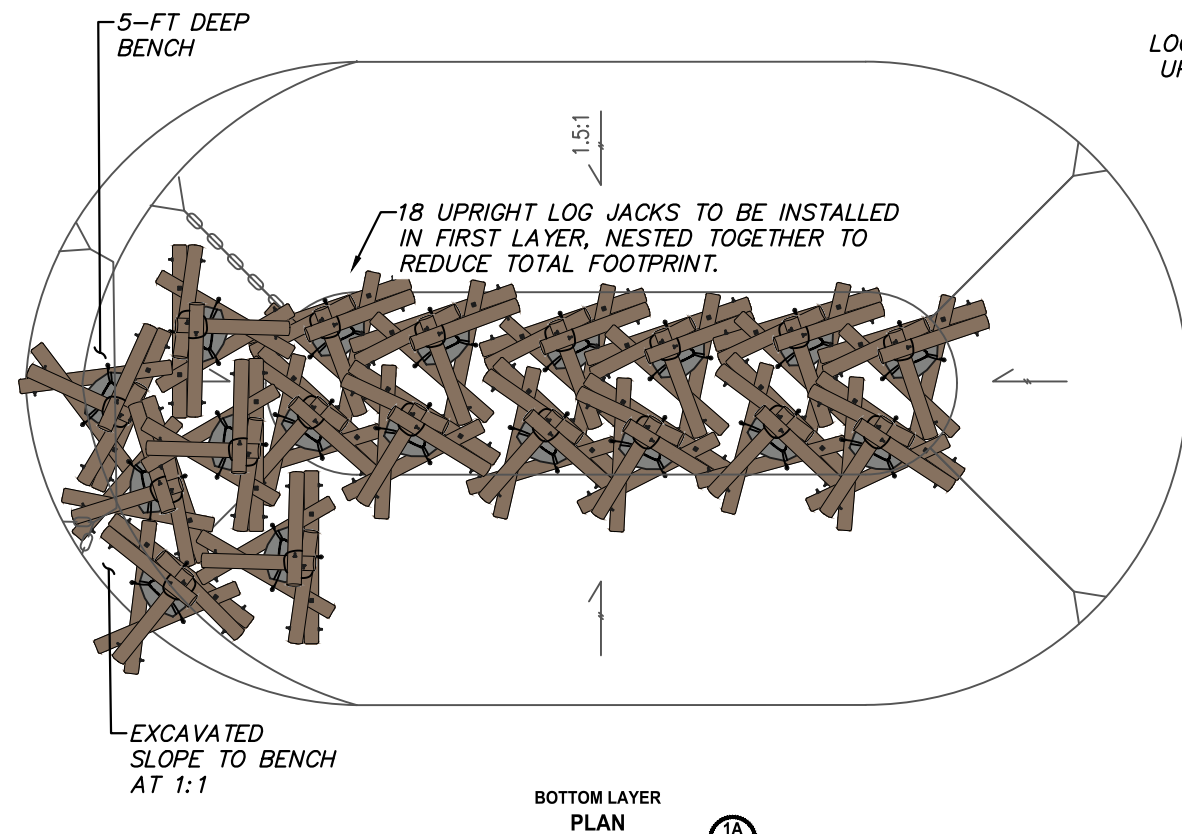 5-FT DEEP
BENCH
1.5:1
18 UPRIGHT LOG JACKS TO BE INSTALLED
IN FIRST LAYER, NESTED TOGETHER TO
REDUCE TOTAL FOOTPRINT.
EXCAVATED
SLOPE TO BENCH
AT 1:1
BOTTOM LAYER
PLAN
1A